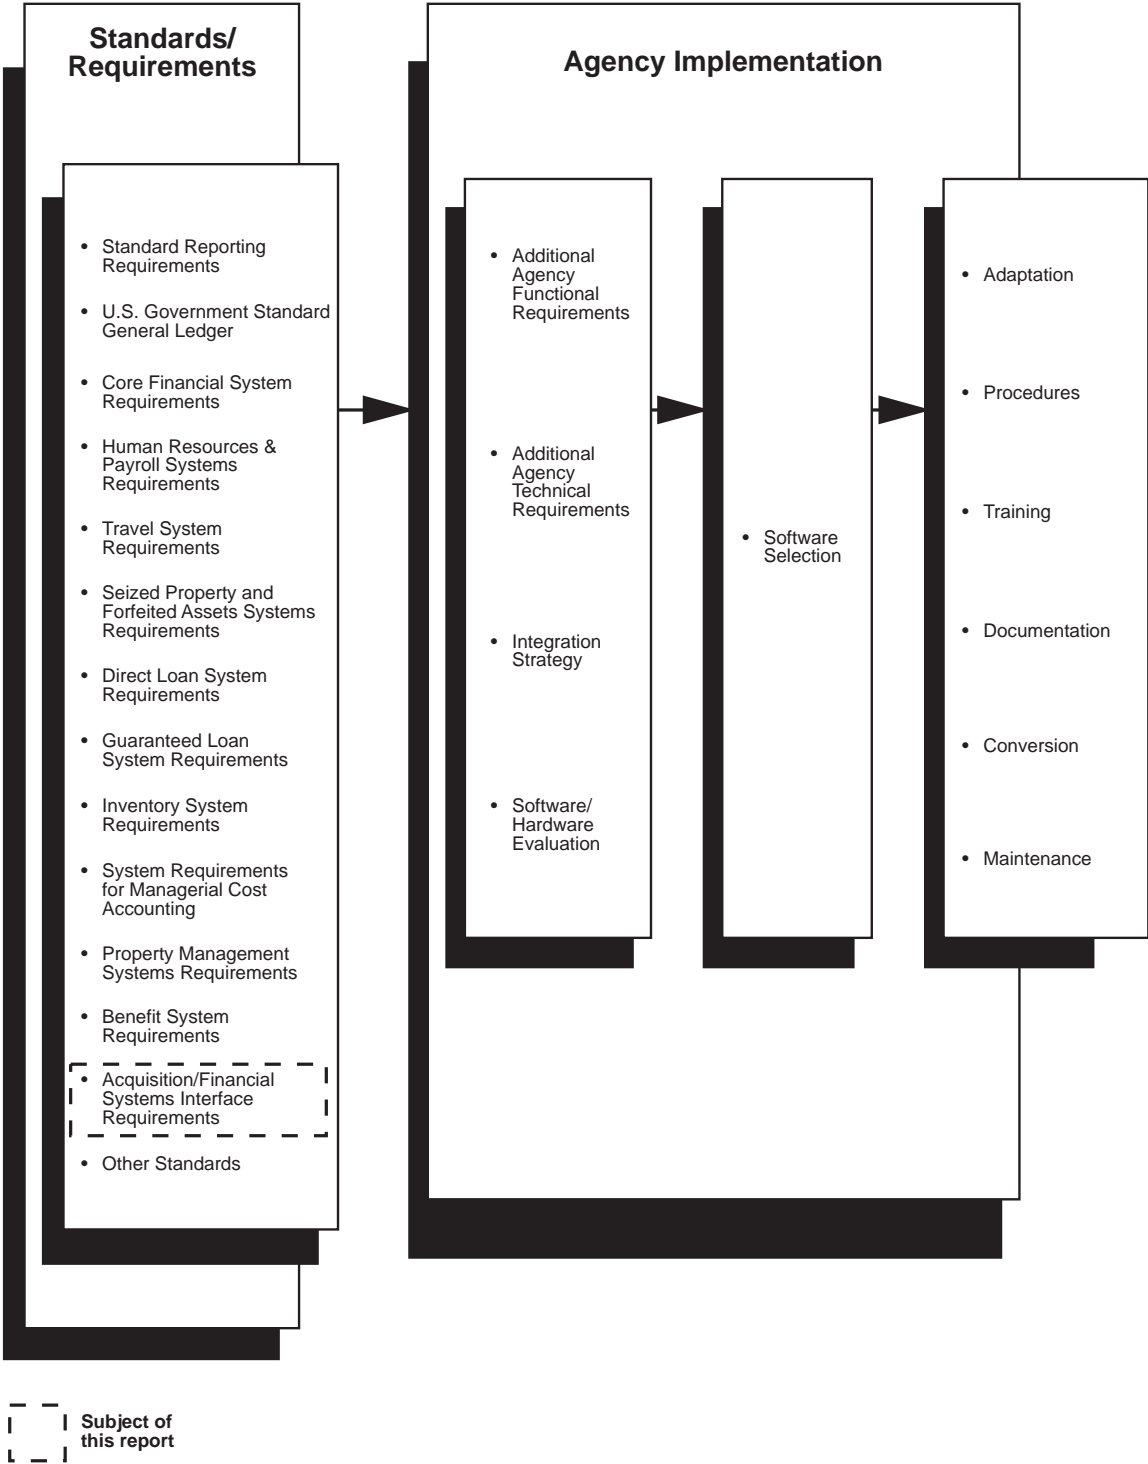 Standards/
Requirements
• Standard Reporting
Requirements
• U.S. Government Standard
General Ledger
• Core Financial System
Requirements
• Human Resources &
Payroll Systems
Requirements
• Travel System
Requirements
• Seized Property and
Forfeited Assets Systems
Requirements
• Direct Loan System
Requirements
• Guaranteed Loan
System Requirements
• Inventory System
Requirements
• System Requirements
for Managerial Cost
Accounting
• Property Management
Systems Requirements
• Benefit System
Requirements
• Acquisition/Financial
Systems Interface
Requirements
• Other Standards
Agency Implementation
• Additional
Agency
Functional
Requirements
• Additional
Agency
Technical
Requirements
• Integration
Strategy
• Software/
Hardware
Evaluation
• Software
Selection
• Adaptation
• Procedures
• Training
• Documentation
• Conversion
• Maintenance
Subject of
this report